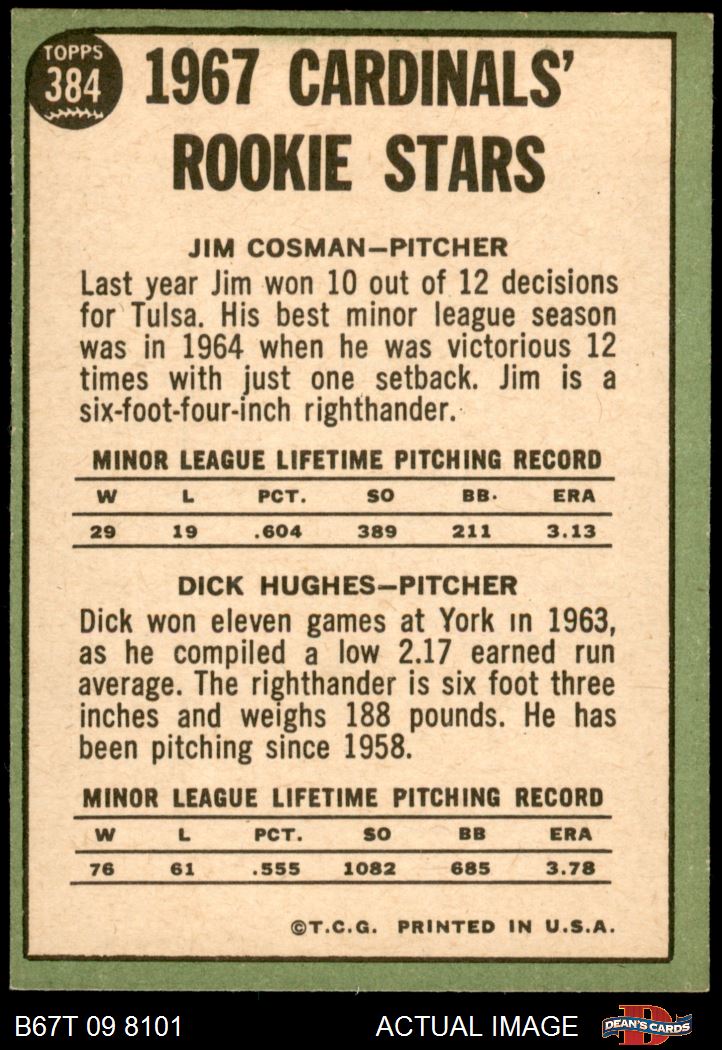 TOPPS
384
1967 CARDINALS'
ROOKIE STARS
JIM COSMAN—PITCHER
Last year Jim won 10 out of 12 decisions
for Tulsa. His best minor league season
was in 1964 when he was victorious 12
times with just one setback. Jim is a
six-foot-four-inch righthander.
MINOR LEAGUE LIFETIME PITCHING RECORD
W L PCT. SO BB. ERA
29 19 .604 389 211 3.13
DICK HUGHES—PITCHER
Dick won eleven games at York in 1963,
as he compiled a low 2.17 earned run
average. The righthander is six foot three
inches and weighs 188 pounds. He has
been pitching since 1958.
MINOR LEAGUE LIFETIME PITCHING RECORD
W L PCT. SO BB ERA
76 61 .555 1082 685 3.78
©T.C.G. PRINTED IN U.S.A.
B67T 09 8101 ACTUAL IMAGE D DEAN'S CARDS